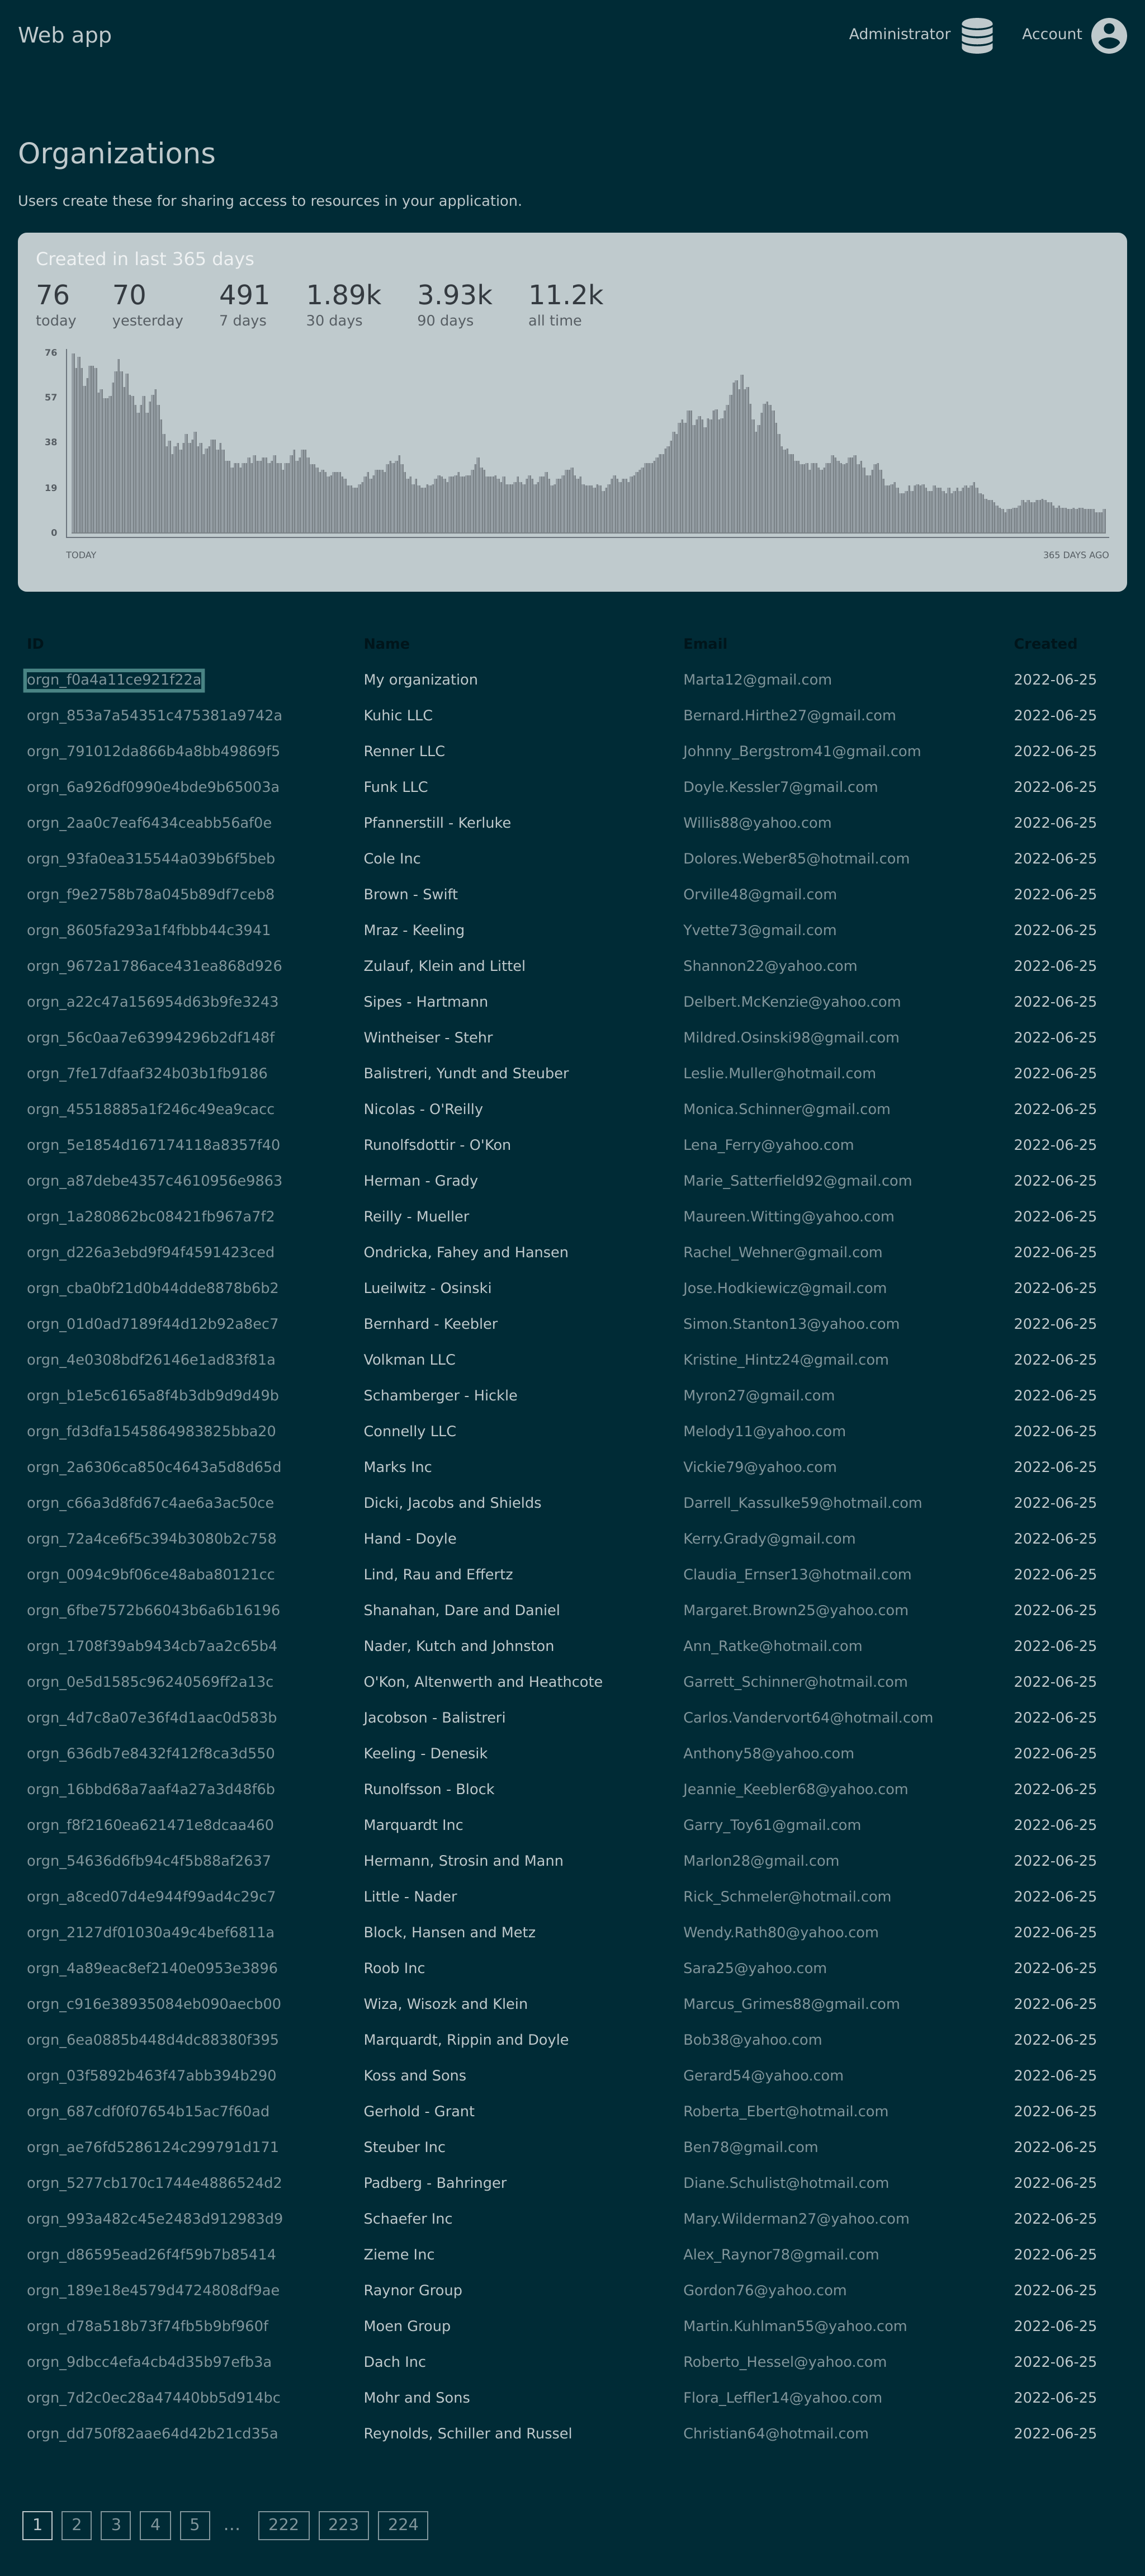 Web app
Administrator
Account
Organizations
Users create these for sharing access to resources in your application.
Created in last 365 days
76 70 491 1.89k 3.93k 11.2k
today yesterday 7 days 30 days 90 days all time
76
57
38
19
0
TODAY 365 DAYS AGO
ID Name Email Created
orgn_f0a4a11ce921f22a My organization Marta12@gmail.com 2022-06-25
orgn_853a7a54351c475381a9742a Kuhic LLC Bernard.Hirthe27@gmail.com 2022-06-25
orgn_791012da866b4a8bb49869f5 Renner LLC Johnny_Bergstrom41@gmail.com 2022-06-25
orgn_6a926df0990e4bde9b65003a Funk LLC Doyle.Kessler7@gmail.com 2022-06-25
orgn_2aa0c7eaf6434ceabb56af0e Pfannerstill - Kerluke Willis88@yahoo.com 2022-06-25
orgn_93fa0ea315544a039b6f5beb Cole Inc Dolores.Weber85@hotmail.com 2022-06-25
orgn_f9e2758b78a045b89df7ceb8 Brown - Swift Orville48@gmail.com 2022-06-25
orgn_8605fa293a1f4fbbb44c3941 Mraz - Keeling Yvette73@gmail.com 2022-06-25
orgn_9672a1786ace431ea868d926 Zulauf, Klein and Littel Shannon22@yahoo.com 2022-06-25
orgn_a22c47a156954d63b9fe3243 Sipes - Hartmann Delbert.McKenzie@yahoo.com 2022-06-25
orgn_56c0aa7e63994296b2df148f Wintheiser - Stehr Mildred.Osinski98@gmail.com 2022-06-25
orgn_7fe17dfaaf324b03b1fb9186 Balistreri, Yundt and Steuber Leslie.Muller@hotmail.com 2022-06-25
orgn_45518885a1f246c49ea9cacc Nicolas - O'Reilly Monica.Schinner@gmail.com 2022-06-25
orgn_5e1854d167174118a8357f40 Runolfsdottir - O'Kon Lena_Ferry@yahoo.com 2022-06-25
orgn_a87debe4357c4610956e9863 Herman - Grady Marie_Satterfield92@gmail.com 2022-06-25
orgn_1a280862bc08421fb967a7f2 Reilly - Mueller Maureen.Witting@yahoo.com 2022-06-25
orgn_d226a3ebd9f94f4591423ced Ondricka, Fahey and Hansen Rachel_Wehner@gmail.com 2022-06-25
orgn_cba0bf21d0b44dde8878b6b2 Lueilwitz - Osinski Jose.Hodkiewicz@gmail.com 2022-06-25
orgn_01d0ad7189f44d12b92a8ec7 Bernhard - Keebler Simon.Stanton13@yahoo.com 2022-06-25
orgn_4e0308bdf26146e1ad83f81a Volkman LLC Kristine_Hintz24@gmail.com 2022-06-25
orgn_b1e5c6165a8f4b3db9d9d49b Schamberger - Hickle Myron27@gmail.com 2022-06-25
orgn_fd3dfa1545864983825bba20 Connelly LLC Melody11@yahoo.com 2022-06-25
orgn_2a6306ca850c4643a5d8d65d Marks Inc Vickie79@yahoo.com 2022-06-25
orgn_c66a3d8fd67c4ae6a3ac50ce Dicki, Jacobs and Shields Darrell_Kassulke59@hotmail.com 2022-06-25
orgn_72a4ce6f5c394b3080b2c758 Hand - Doyle Kerry.Grady@gmail.com 2022-06-25
orgn_0094c9bf06ce48aba80121cc Lind, Rau and Effertz Claudia_Ernser13@hotmail.com 2022-06-25
orgn_6fbe7572b66043b6a6b16196 Shanahan, Dare and Daniel Margaret.Brown25@yahoo.com 2022-06-25
orgn_1708f39ab9434cb7aa2c65b4 Nader, Kutch and Johnston Ann_Ratke@hotmail.com 2022-06-25
orgn_0e5d1585c96240569ff2a13c O'Kon, Altenwerth and Heathcote Garrett_Schinner@hotmail.com 2022-06-25
orgn_4d7c8a07e36f4d1aac0d583b Jacobson - Balistreri Carlos.Vandervort64@hotmail.com 2022-06-25
orgn_636db7e8432f412f8ca3d550 Keeling - Denesik Anthony58@yahoo.com 2022-06-25
orgn_16bbd68a7aaf4a27a3d48f6b Runolfsson - Block Jeannie_Keebler68@yahoo.com 2022-06-25
orgn_f8f2160ea621471e8dcaa460 Marquardt Inc Garry_Toy61@gmail.com 2022-06-25
orgn_54636d6fb94c4f5b88af2637 Hermann, Strosin and Mann Marlon28@gmail.com 2022-06-25
orgn_a8ced07d4e944f99ad4c29c7 Little - Nader Rick_Schmeler@hotmail.com 2022-06-25
orgn_2127df01030a49c4bef6811a Block, Hansen and Metz Wendy.Rath80@yahoo.com 2022-06-25
orgn_4a89eac8ef2140e0953e3896 Roob Inc Sara25@yahoo.com 2022-06-25
orgn_c916e38935084eb090aecb00 Wiza, Wisozk and Klein Marcus_Grimes88@gmail.com 2022-06-25
orgn_6ea0885b448d4dc88380f395 Marquardt, Rippin and Doyle Bob38@yahoo.com 2022-06-25
orgn_03f5892b463f47abb394b290 Koss and Sons Gerard54@yahoo.com 2022-06-25
orgn_687cdf0f07654b15ac7f60ad Gerhold - Grant Roberta_Ebert@hotmail.com 2022-06-25
orgn_ae76fd5286124c299791d171 Steuber Inc Ben78@gmail.com 2022-06-25
orgn_5277cb170c1744e4886524d2 Padberg - Bahringer Diane.Schulist@hotmail.com 2022-06-25
orgn_993a482c45e2483d912983d9 Schaefer Inc Mary.Wilderman27@yahoo.com 2022-06-25
orgn_d86595ead26f4f59b7b85414 Zieme Inc Alex_Raynor78@gmail.com 2022-06-25
orgn_189e18e4579d4724808df9ae Raynor Group Gordon76@yahoo.com 2022-06-25
orgn_d78a518b73f74fb5b9bf960f Moen Group Martin.Kuhlman55@yahoo.com 2022-06-25
orgn_9dbcc4efa4cb4d35b97efb3a Dach Inc Roberto_Hessel@yahoo.com 2022-06-25
orgn_7d2c0ec28a47440bb5d914bc Mohr and Sons Flora_Leffler14@yahoo.com 2022-06-25
orgn_dd750f82aae64d42b21cd35a Reynolds, Schiller and Russel Christian64@hotmail.com 2022-06-25
1 2 3 4 5 ... 222 223 224